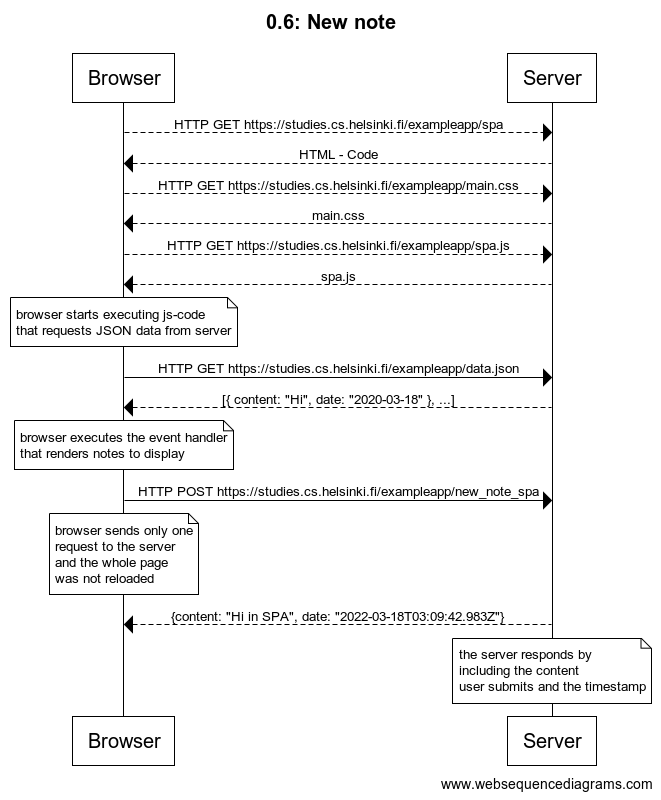 0.6: New note
Browser
Server
HTTP GET https://studies.cs.helsinki.fi/exampleapp/spa
HTML - Code
HTTP GET https://studies.cs.helsinki.fi/exampleapp/main.css
main.css
HTTP GET https://studies.cs.helsinki.fi/exampleapp/spa.js
spa.js
browser starts executing js-code
that requests JSON data from server
HTTP GET https://studies.cs.helsinki.fi/exampleapp/data.json
[{ content: "Hi", date: "2020-03-18" }, ...]
browser executes the event handler
that renders notes to display
HTTP POST https://studies.cs.helsinki.fi/exampleapp/new_note_spa
browser sends only one
request to the server
and the whole page
was not reloaded
{content: "Hi in SPA", date: "2022-03-18T03:09:42.983Z"}
the server responds by
including the content
user submits and the timestamp
Browser
Server
www.websequencediagrams.com